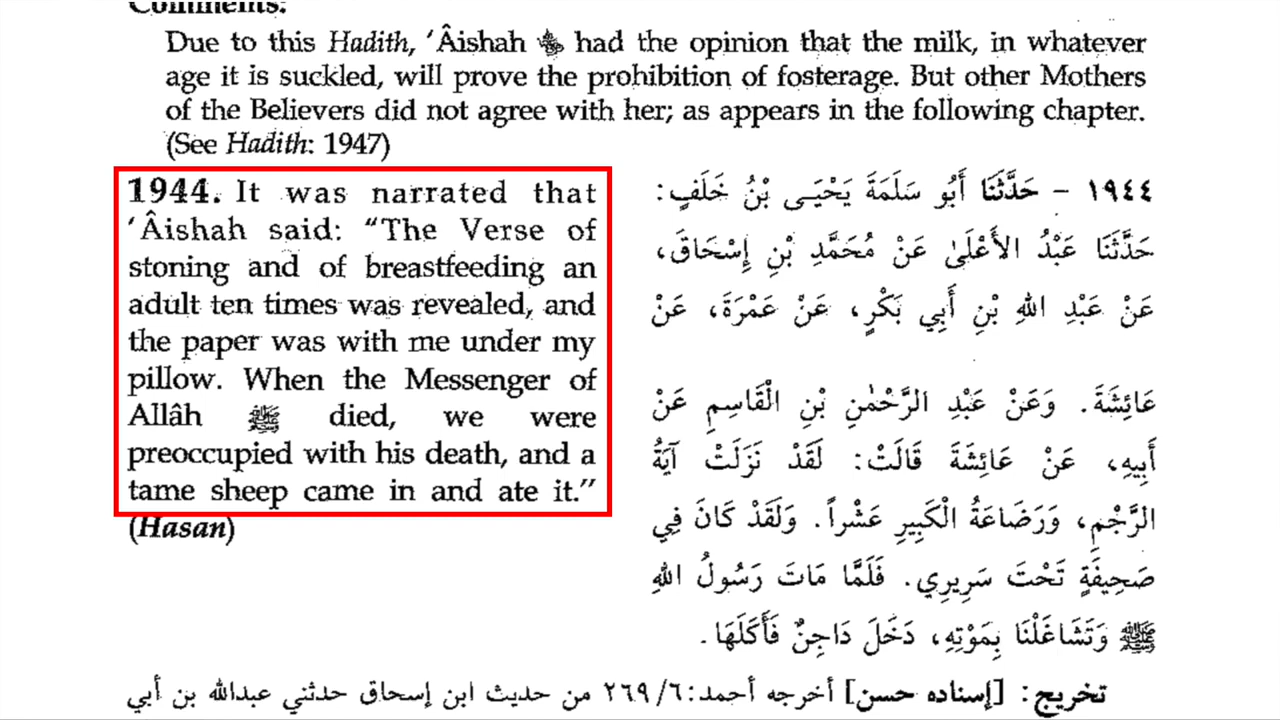 Comments:
Due to this Hadith, ‘Âishah had the opinion that the milk, in whatever
age it is suckled, will prove the prohibition of fosterage. But other Mothers
of the Believers did not agree with her; as appears in the following chapter.
(See Hadith: 1947)
1944. It was narrated that
‘Âishah said: “The Verse of
stoning and of breastfeeding an
adult ten times was revealed, and
the paper was with me under my
pillow. When the Messenger of
Allâh ﷺ died, we were
preoccupied with his death, and a
tame sheep came in and ate it.”
(Hasan)
١٩٤٤ - حَدَّثَنَا أَبُو سَلَمَةَ يَحْيَى بْنُ خَلَفٍ:
حَدَّثَنَا عَبْدُ الأَعْلَىٰ عَنْ مُحَمَّدِ بْنِ إِسْحَاقَ،
عَنْ عَبْدِ اللهِ بْنِ أَبِي بَكْرٍ، عَنْ عَمْرَةَ، عَنْ
عَائِشَةَ. وَعَنْ عَبْدِ الرَّحْمٰنِ بْنِ الْقَاسِمِ عَنْ
أَبِيهِ، عَنْ عَائِشَةَ قَالَتْ: لَقَدْ نَزَلَتْ آيَةُ
الرَّجْمِ، وَرَضَاعَةُ الْكَبِيرِ عَشْراً. وَلَقَدْ كَانَ فِي
صَحِيفَةٍ تَحْتَ سَرِيرِي. فَلَمَّا مَاتَ رَسُولُ اللهِ
ﷺ وَتَشَاغَلْنَا بِمَوْتِهِ، دَخَلَ دَاجِنٌ فَأَكَلَهَا.
تخريج: [إسناده حسن] أخرجه أحمد: ٦/ ٢٦٩ من حديث ابن إسحاق حدثني عبدالله بن أبي